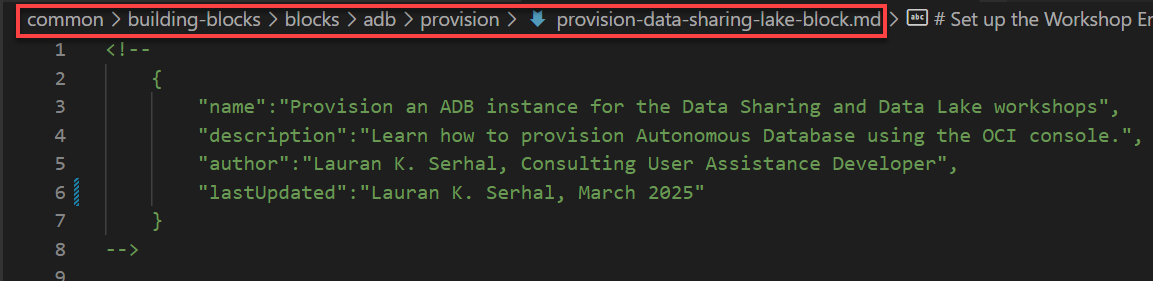 common > building-blocks > blocks > adb > provision > provision-data-sharing-lake-block.md > abc # Set up the Workshop
1 <!--
2 {
3 "name":"Provision an ADB instance for the Data Sharing and Data Lake workshops",
4 "description":"Learn how to provision Autonomous Database using the OCI console.",
5 "author":"Lauran K. Serhal, Consulting User Assistance Developer",
6 "lastUpdated":"Lauran K. Serhal, March 2025"
7 }
8 -->
9